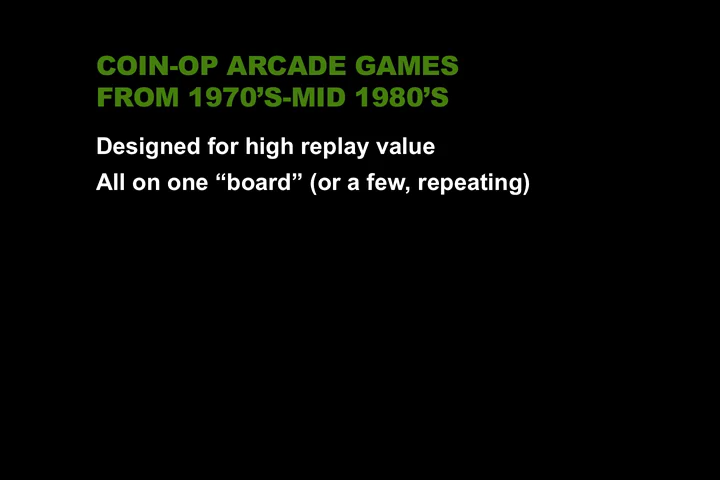 COIN-OP ARCADE GAMES
FROM 1970’S-MID 1980’S
Designed for high replay value
All on one “board” (or a few, repeating)